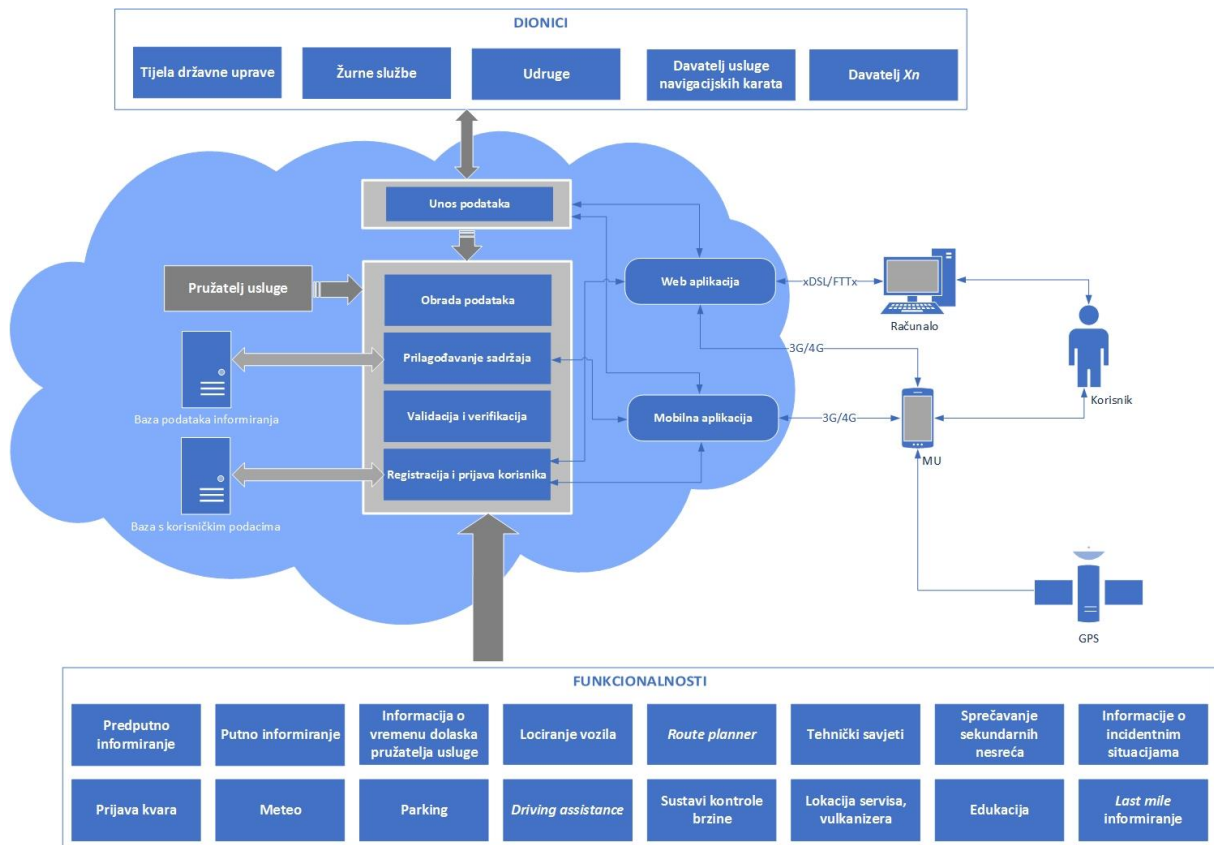 DIONICI
Tijela državne uprave
Žurne službe
Udruge
Davatelj usluge
navigacijskih karata
Davatelj Xn
Unos podataka
Pružatelj usluge
Obrada podataka
Web aplikacija
xDSL/FTTx
Računalo
Prilagođavanje sadržaja
3G/4G
Baza podataka informiranja
Validacija i verifikacija
Mobilna aplikacija
3G/4G
MU
Korisnik
Registracija i prijava korisnika
Baza s korisničkim podacima
GPS
FUNKCIONALNOSTI
Predputno
informiranje
Putno informiranje
Informacija o
vremenu dolaska
pružatelja usluge
Lociranje vozila
Route planner
Tehnički savjeti
Sprečavanje
sekundarnih
nesreća
Informacije o
incidentnim
situacijama
Prijava kvara
Meteo
Parking
Driving assistance
Sustavi kontrole
brzine
Lokacija servisa,
vulkanizera
Edukacija
Last mile
informiranje